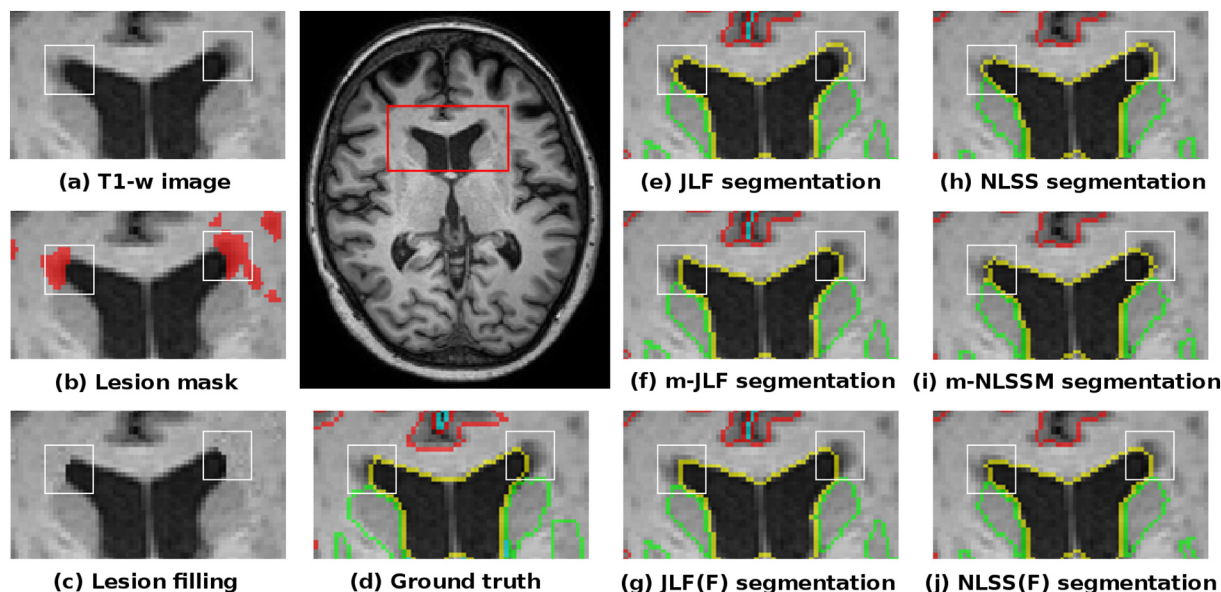 (a) T1-w image
(e) JLF segmentation
(h) NLSS segmentation
(b) Lesion mask
(f) m-JLF segmentation
(i) m-NLSSM segmentation
(c) Lesion filling
(d) Ground truth
(g) JLF(F) segmentation
(j) NLSS(F) segmentation